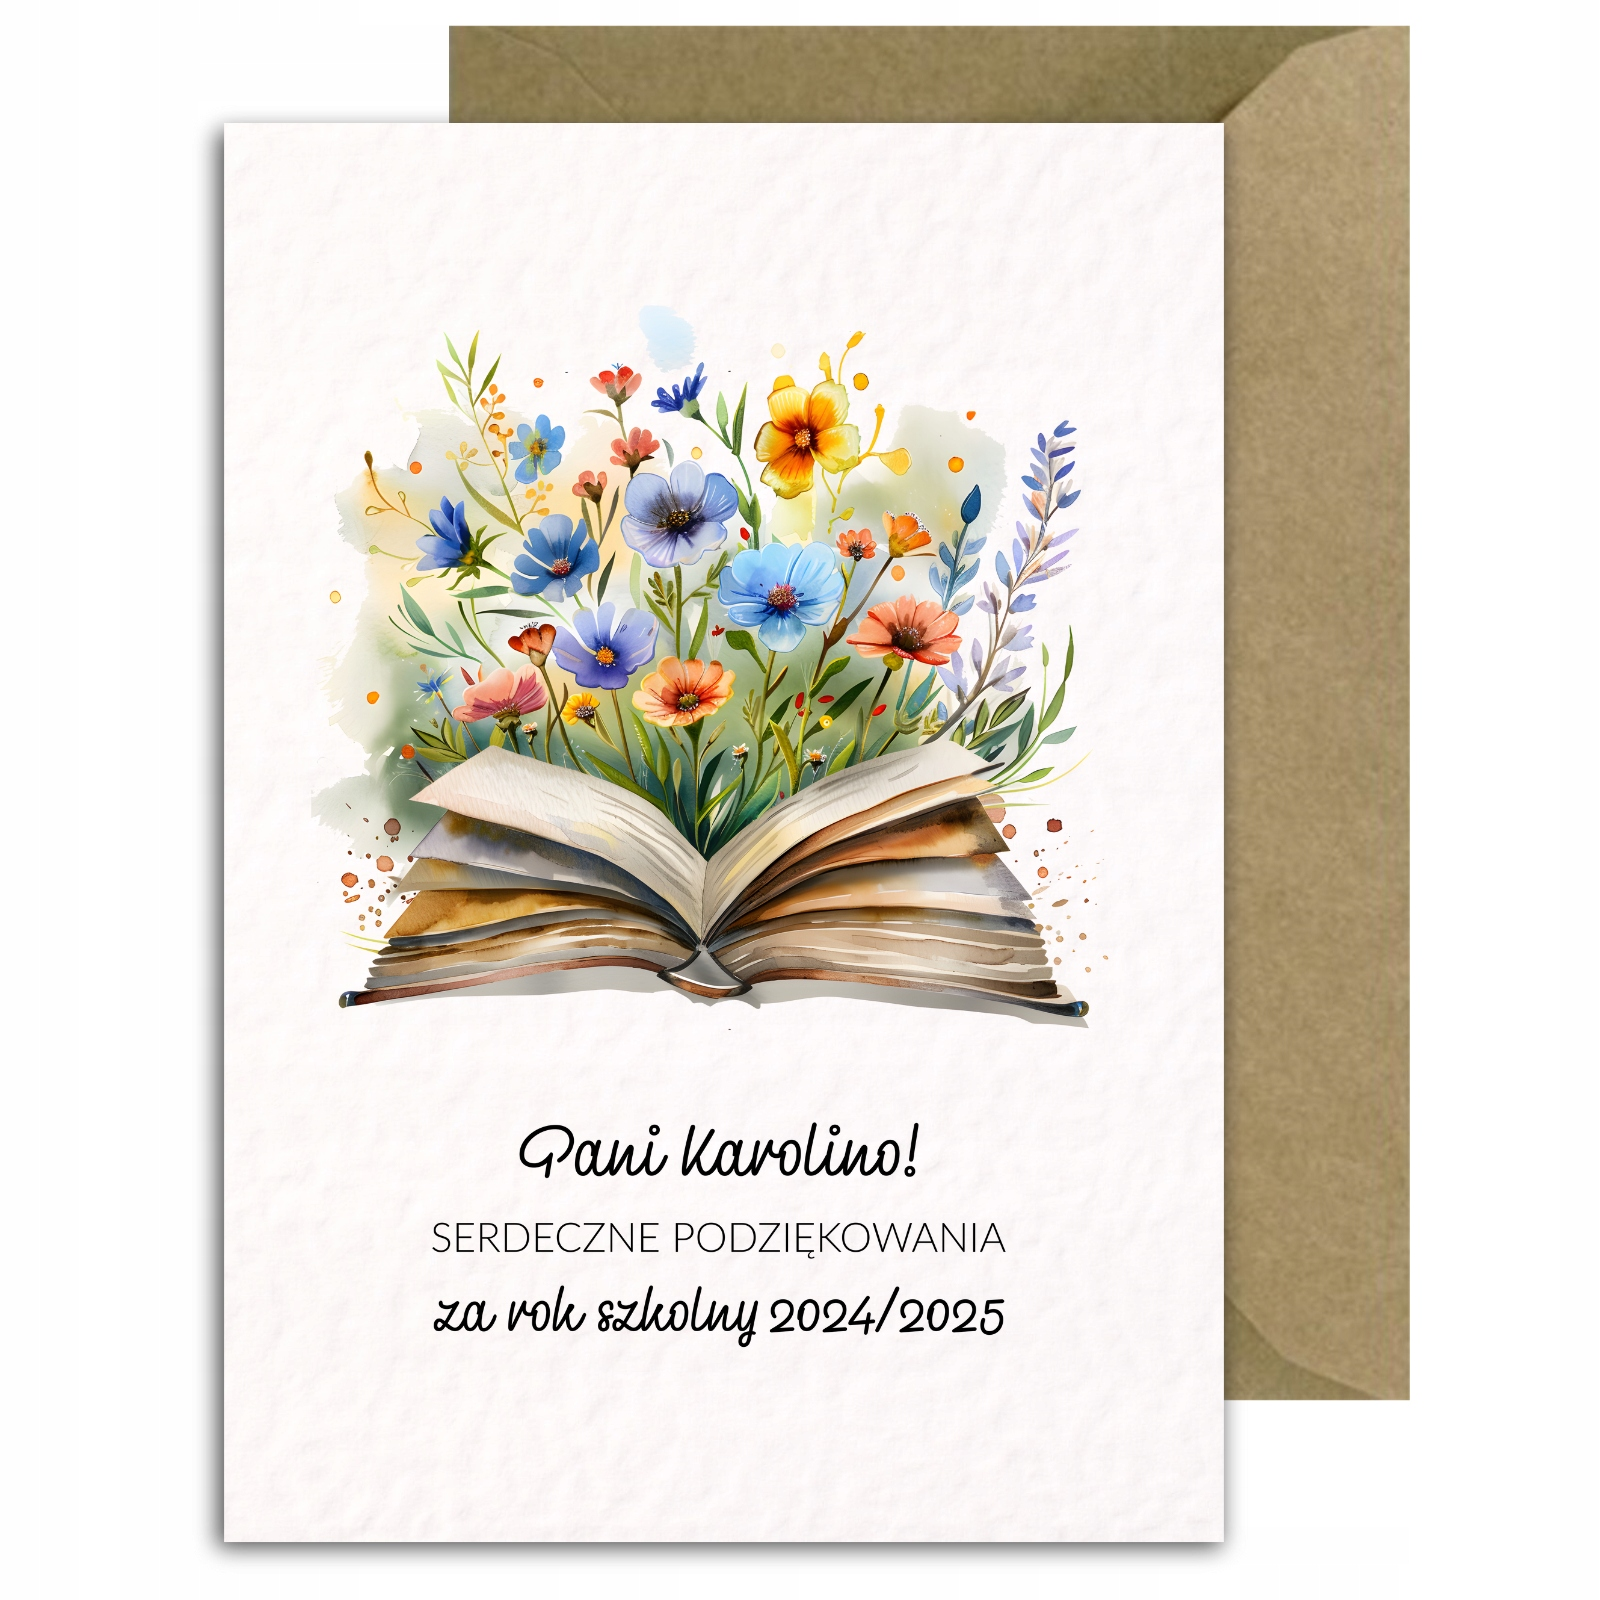 Pani Karolino!
SERDECZNE PODZIĘKOWANIA
za rok szkolny 2024/2025